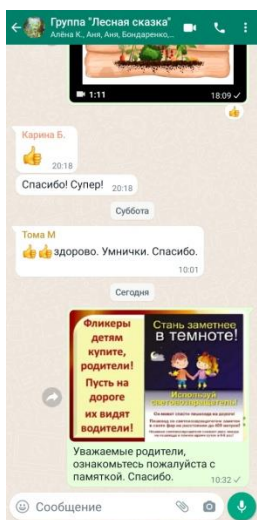 Группа "Лесная сказка"
Алёна К., Аня, Аня, Бондаренко,...
1:11
18:09
Карина Б.
20:18
Спасибо! Супер! 20:18
Суббота
Тома М
здорово. Умнички. Спасибо.
10:01
Сегодня
Фликеры
детям
купите,
родители!
Пусть на
дороге
их видят
водители!
Стань заметнее
в темноте!
Используй
световозвращатель!
Уважаемые родители,
ознакомьтесь пожалуйста с
памяткой. Спасибо.
10:32
Сообщение